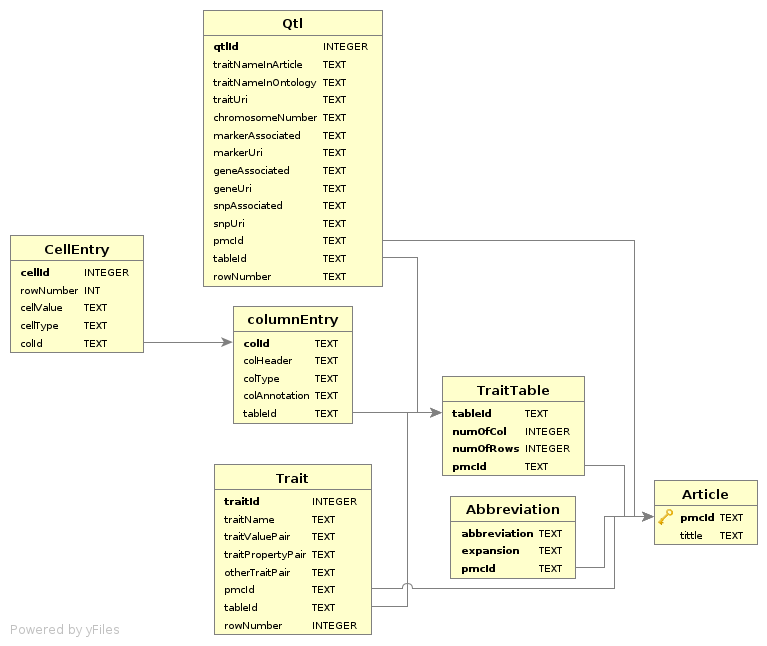 Qtl
qtlId INTEGER
traitNameInArticle TEXT
traitNameInOntology TEXT
traitUri TEXT
chromosomeNumber TEXT
markerAssociated TEXT
markerUri TEXT
geneAssociated TEXT
geneUri TEXT
snpAssociated TEXT
snpUri TEXT
pmcId TEXT
tableId TEXT
rowNumber TEXT
CellEntry
cellId INTEGER
rowNumber INT
cellValue TEXT
cellType TEXT
colId TEXT
columnEntry
colId TEXT
colHeader TEXT
colType TEXT
colAnnotation TEXT
tableId TEXT
TraitTable
tableId TEXT
numOfCol INTEGER
numOfRows INTEGER
pmcId TEXT
Trait
traitId INTEGER
traitName TEXT
traitValuePair TEXT
traitPropertyPair TEXT
otherTraitPair TEXT
pmcId TEXT
tableId TEXT
rowNumber INTEGER
Abbreviation
abbreviation TEXT
expansion TEXT
pmcId TEXT
Article
pmcId TEXT
tittle TEXT
Powered by yFiles